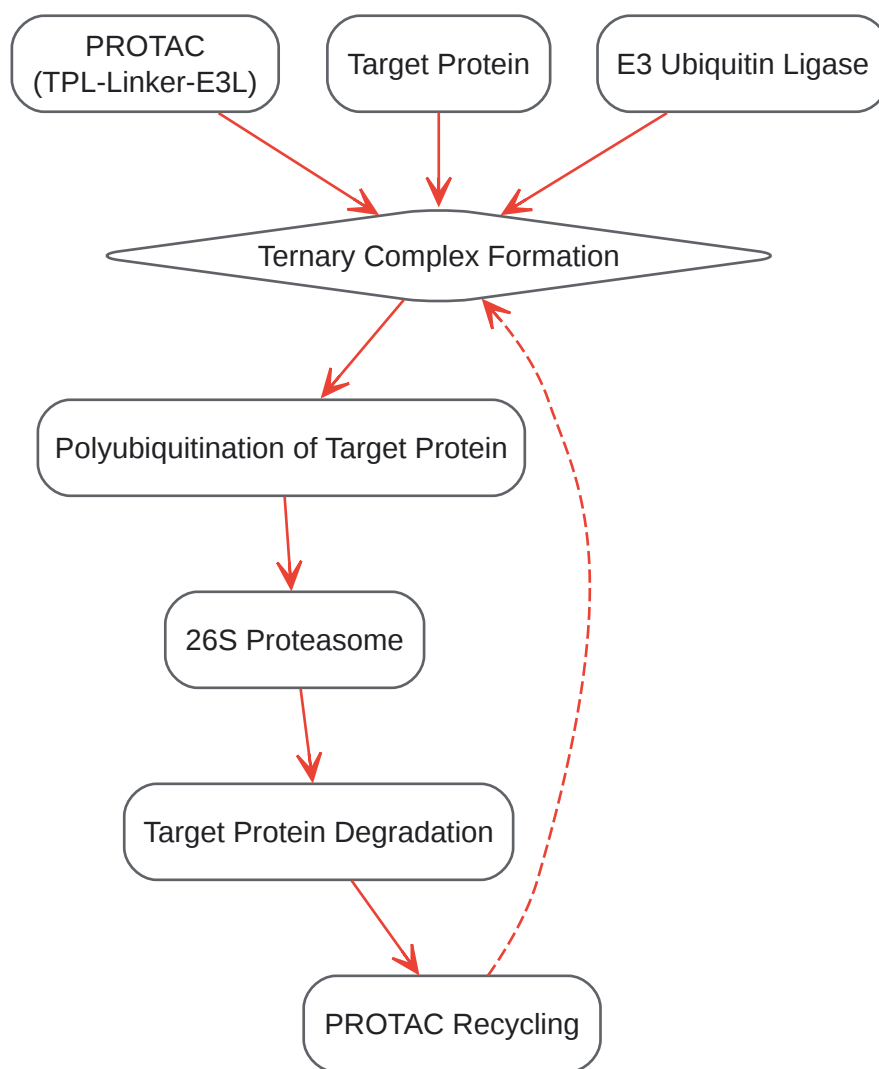 PROTAC
(TPL-Linker-E3L)
Target Protein
E3 Ubiquitin Ligase
Ternary Complex Formation
Polyubiquitination of Target Protein
26S Proteasome
Target Protein Degradation
PROTAC Recycling